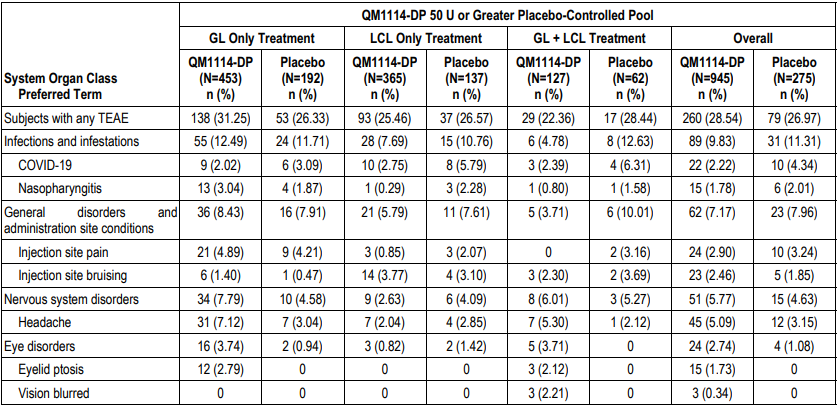 QM1114-DP 50 U or Greater Placebo-Controlled Pool
GL Only Treatment LCL Only Treatment GL + LCL Treatment Overall
System Organ Class
Preferred Term
QM1114-DP (N=453) n (%) Placebo (N=192) n (%) QM1114-DP (N=365) n (%) Placebo (N=137) n (%) QM1114-DP (N=127) n (%) Placebo (N=62) n (%) QM1114-DP (N=945) n (%) Placebo (N=275) n (%)
Subjects with any TEAE 138 (31.25) 53 (26.33) 93 (25.46) 37 (26.57) 29 (22.36) 17 (28.44) 260 (28.54) 79 (26.97)
Infections and infestations 55 (12.49) 24 (11.71) 28 (7.69) 15 (10.76) 6 (4.78) 8 (12.63) 89 (9.83) 31 (11.31)
COVID-19 9 (2.02) 6 (3.09) 10 (2.75) 8 (5.79) 3 (2.39) 4 (6.31) 22 (2.22) 10 (4.34)
Nasopharyngitis 13 (3.04) 4 (1.87) 1 (0.29) 3 (2.28) 1 (0.80) 1 (1.58) 15 (1.78) 6 (2.01)
General disorders and
administration site conditions 36 (8.43) 16 (7.91) 21 (5.79) 11 (7.61) 5 (3.71) 6 (10.01) 62 (7.17) 23 (7.96)
Injection site pain 21 (4.89) 9 (4.21) 3 (0.85) 3 (2.07) 0 2 (3.16) 24 (2.90) 10 (3.24)
Injection site bruising 6 (1.40) 1 (0.47) 14 (3.77) 4 (3.10) 3 (2.30) 2 (3.69) 23 (2.46) 5 (1.85)
Nervous system disorders 34 (7.79) 10 (4.58) 9 (2.63) 6 (4.09) 8 (6.01) 3 (5.27) 51 (5.77) 15 (4.63)
Headache 31 (7.12) 7 (3.04) 7 (2.04) 4 (2.85) 7 (5.30) 1 (2.12) 45 (5.09) 12 (3.15)
Eye disorders 16 (3.74) 2 (0.94) 3 (0.82) 2 (1.42) 5 (3.71) 0 24 (2.74) 4 (1.08)
Eyelid ptosis 12 (2.79) 0 0 0 3 (2.12) 0 15 (1.73) 0
Vision blurred 0 0 0 0 3 (2.21) 0 3 (0.34) 0